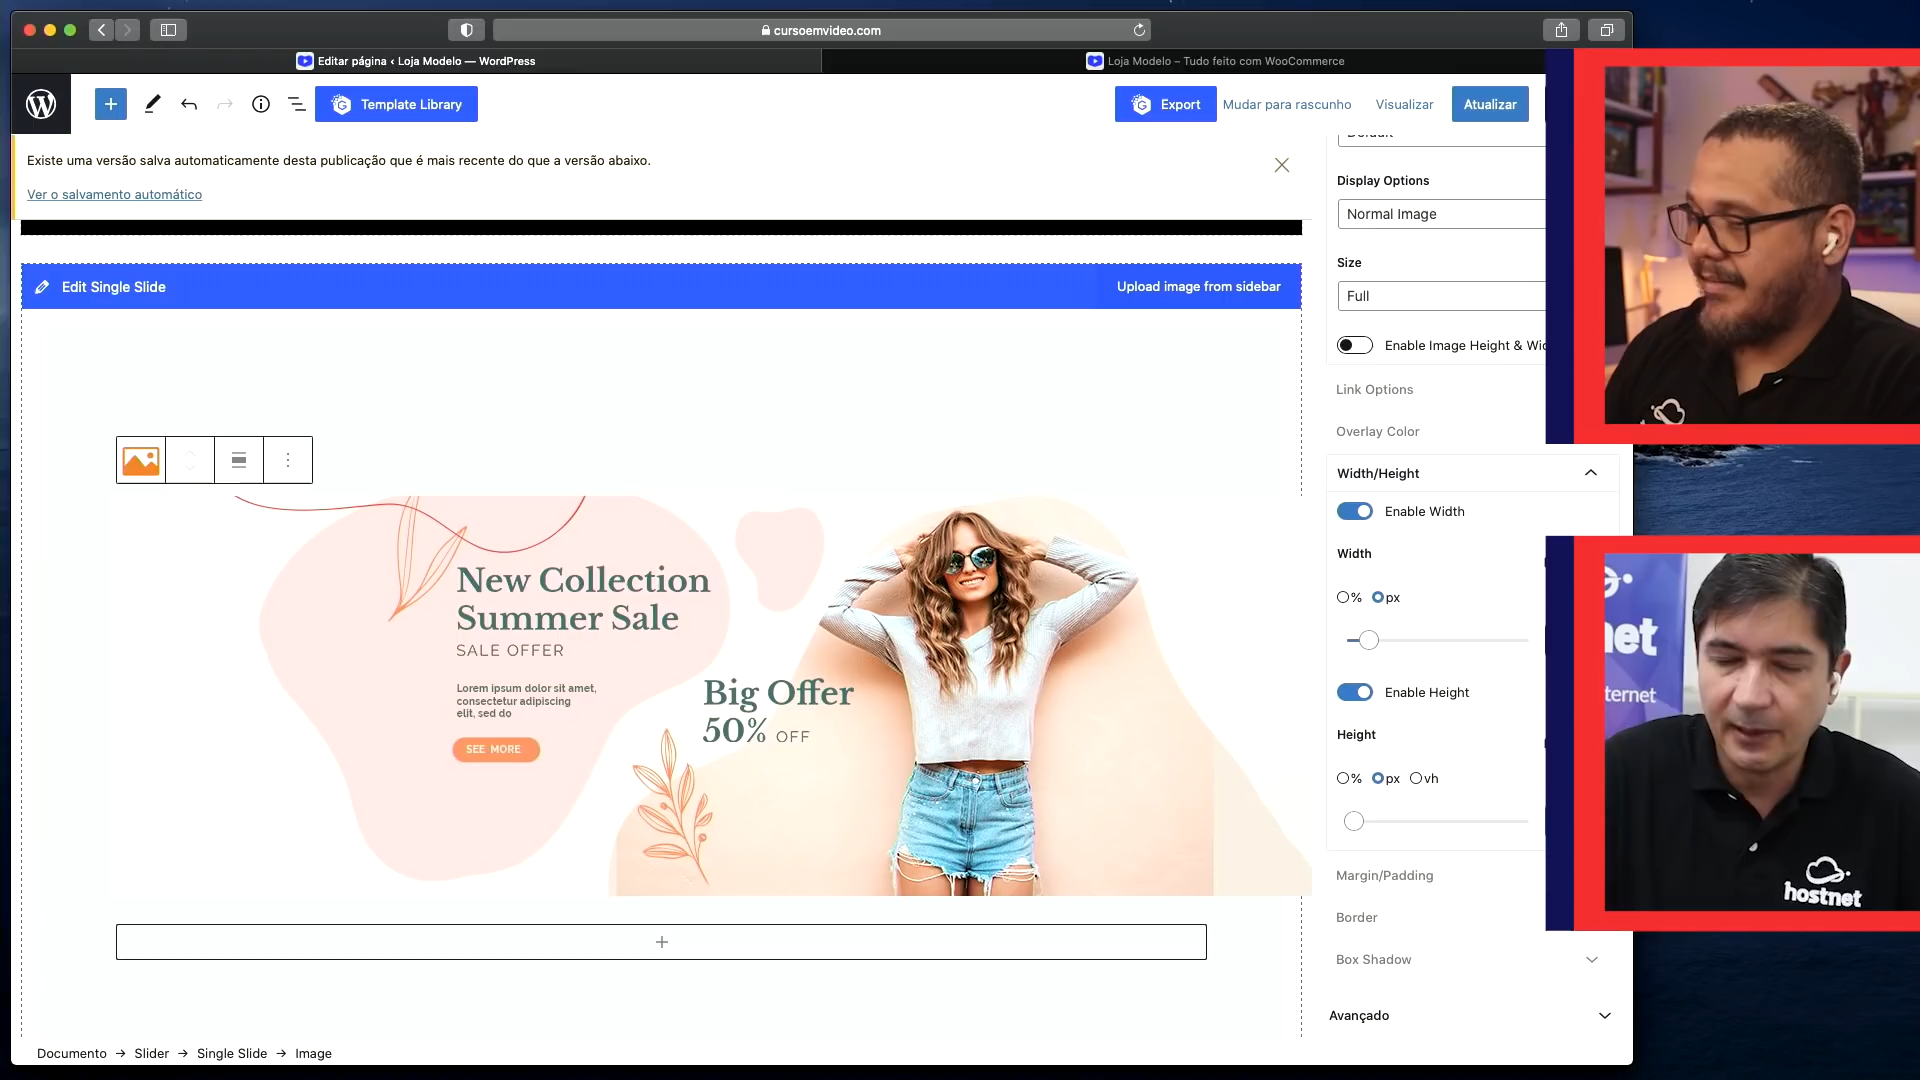 cursoemvideo.com
Editar página ‹ Loja Modelo — WordPress
Loja Modelo – Tudo feito com WooCommerce
Template Library
Export
Mudar para rascunho
Visualizar
Atualizar
Existe uma versão salva automaticamente desta publicação que é mais recente do que a versão abaixo.
Ver o salvamento automático
Edit Single Slide
Upload image from sidebar
New Collection
Summer Sale
SALE OFFER
Lorem ipsum dolor sit amet,
consectetur adipiscing
elit, sed do
SEE MORE
Big Offer
50% OFF
Documento → Slider → Single Slide → Image
Default
Display Options
Normal Image
Size
Full
Enable Image Height & Wi
Link Options
Overlay Color
Width/Height
Enable Width
Width
% px
Enable Height
Height
% px vh
Margin/Padding
Border
Box Shadow
Avançado
net
ternet
hostnet